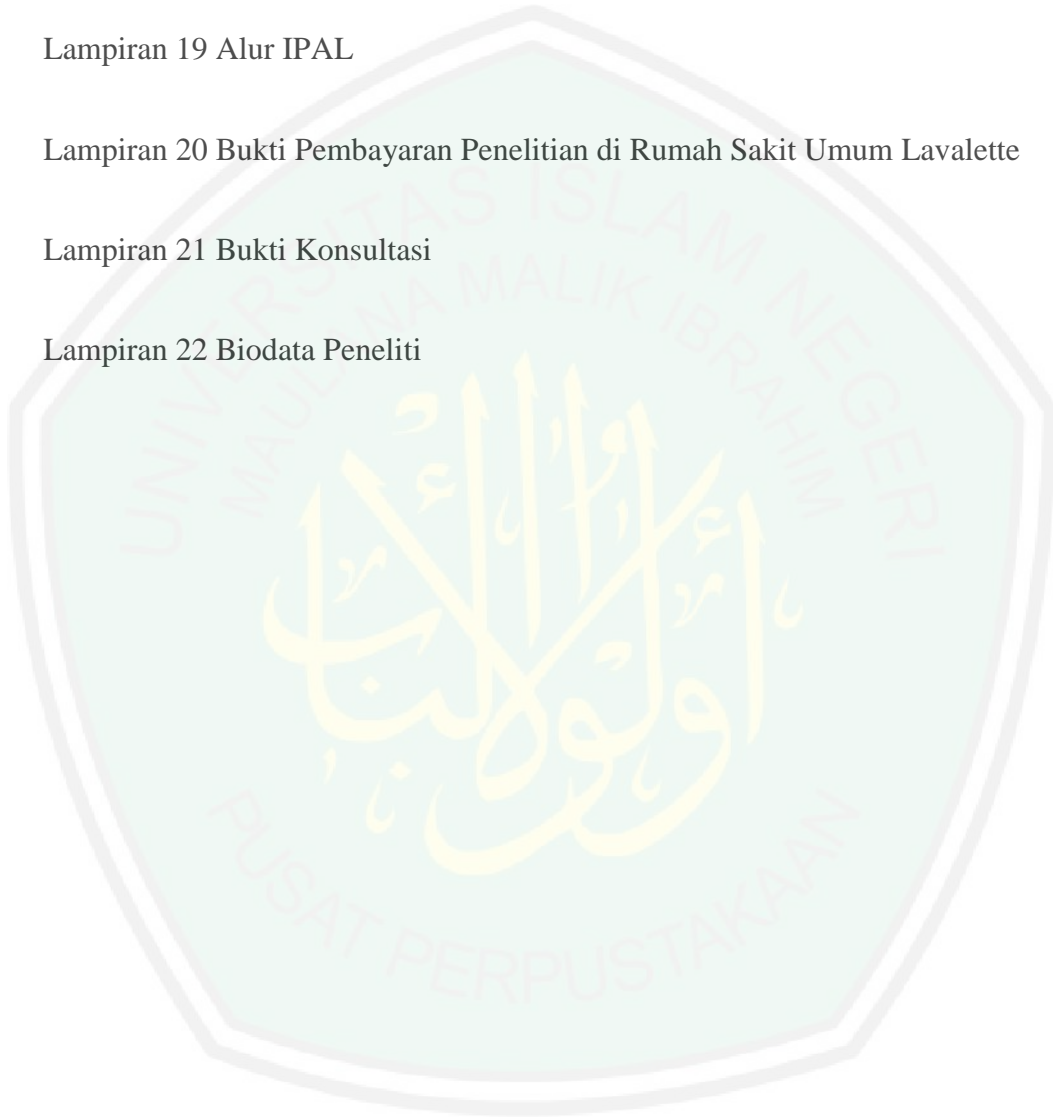 Lampiran 19 Alur IPAL
Lampiran 20 Bukti Pembayaran Penelitian di Rumah Sakit Umum Lavalette
Lampiran 21 Bukti Konsultasi
Lampiran 22 Biodata Peneliti
UNIVERSITAS ISLAM NEGERI
MAULANA MALIK IBRAHIM
PUSAT PERPUSTAKAAN